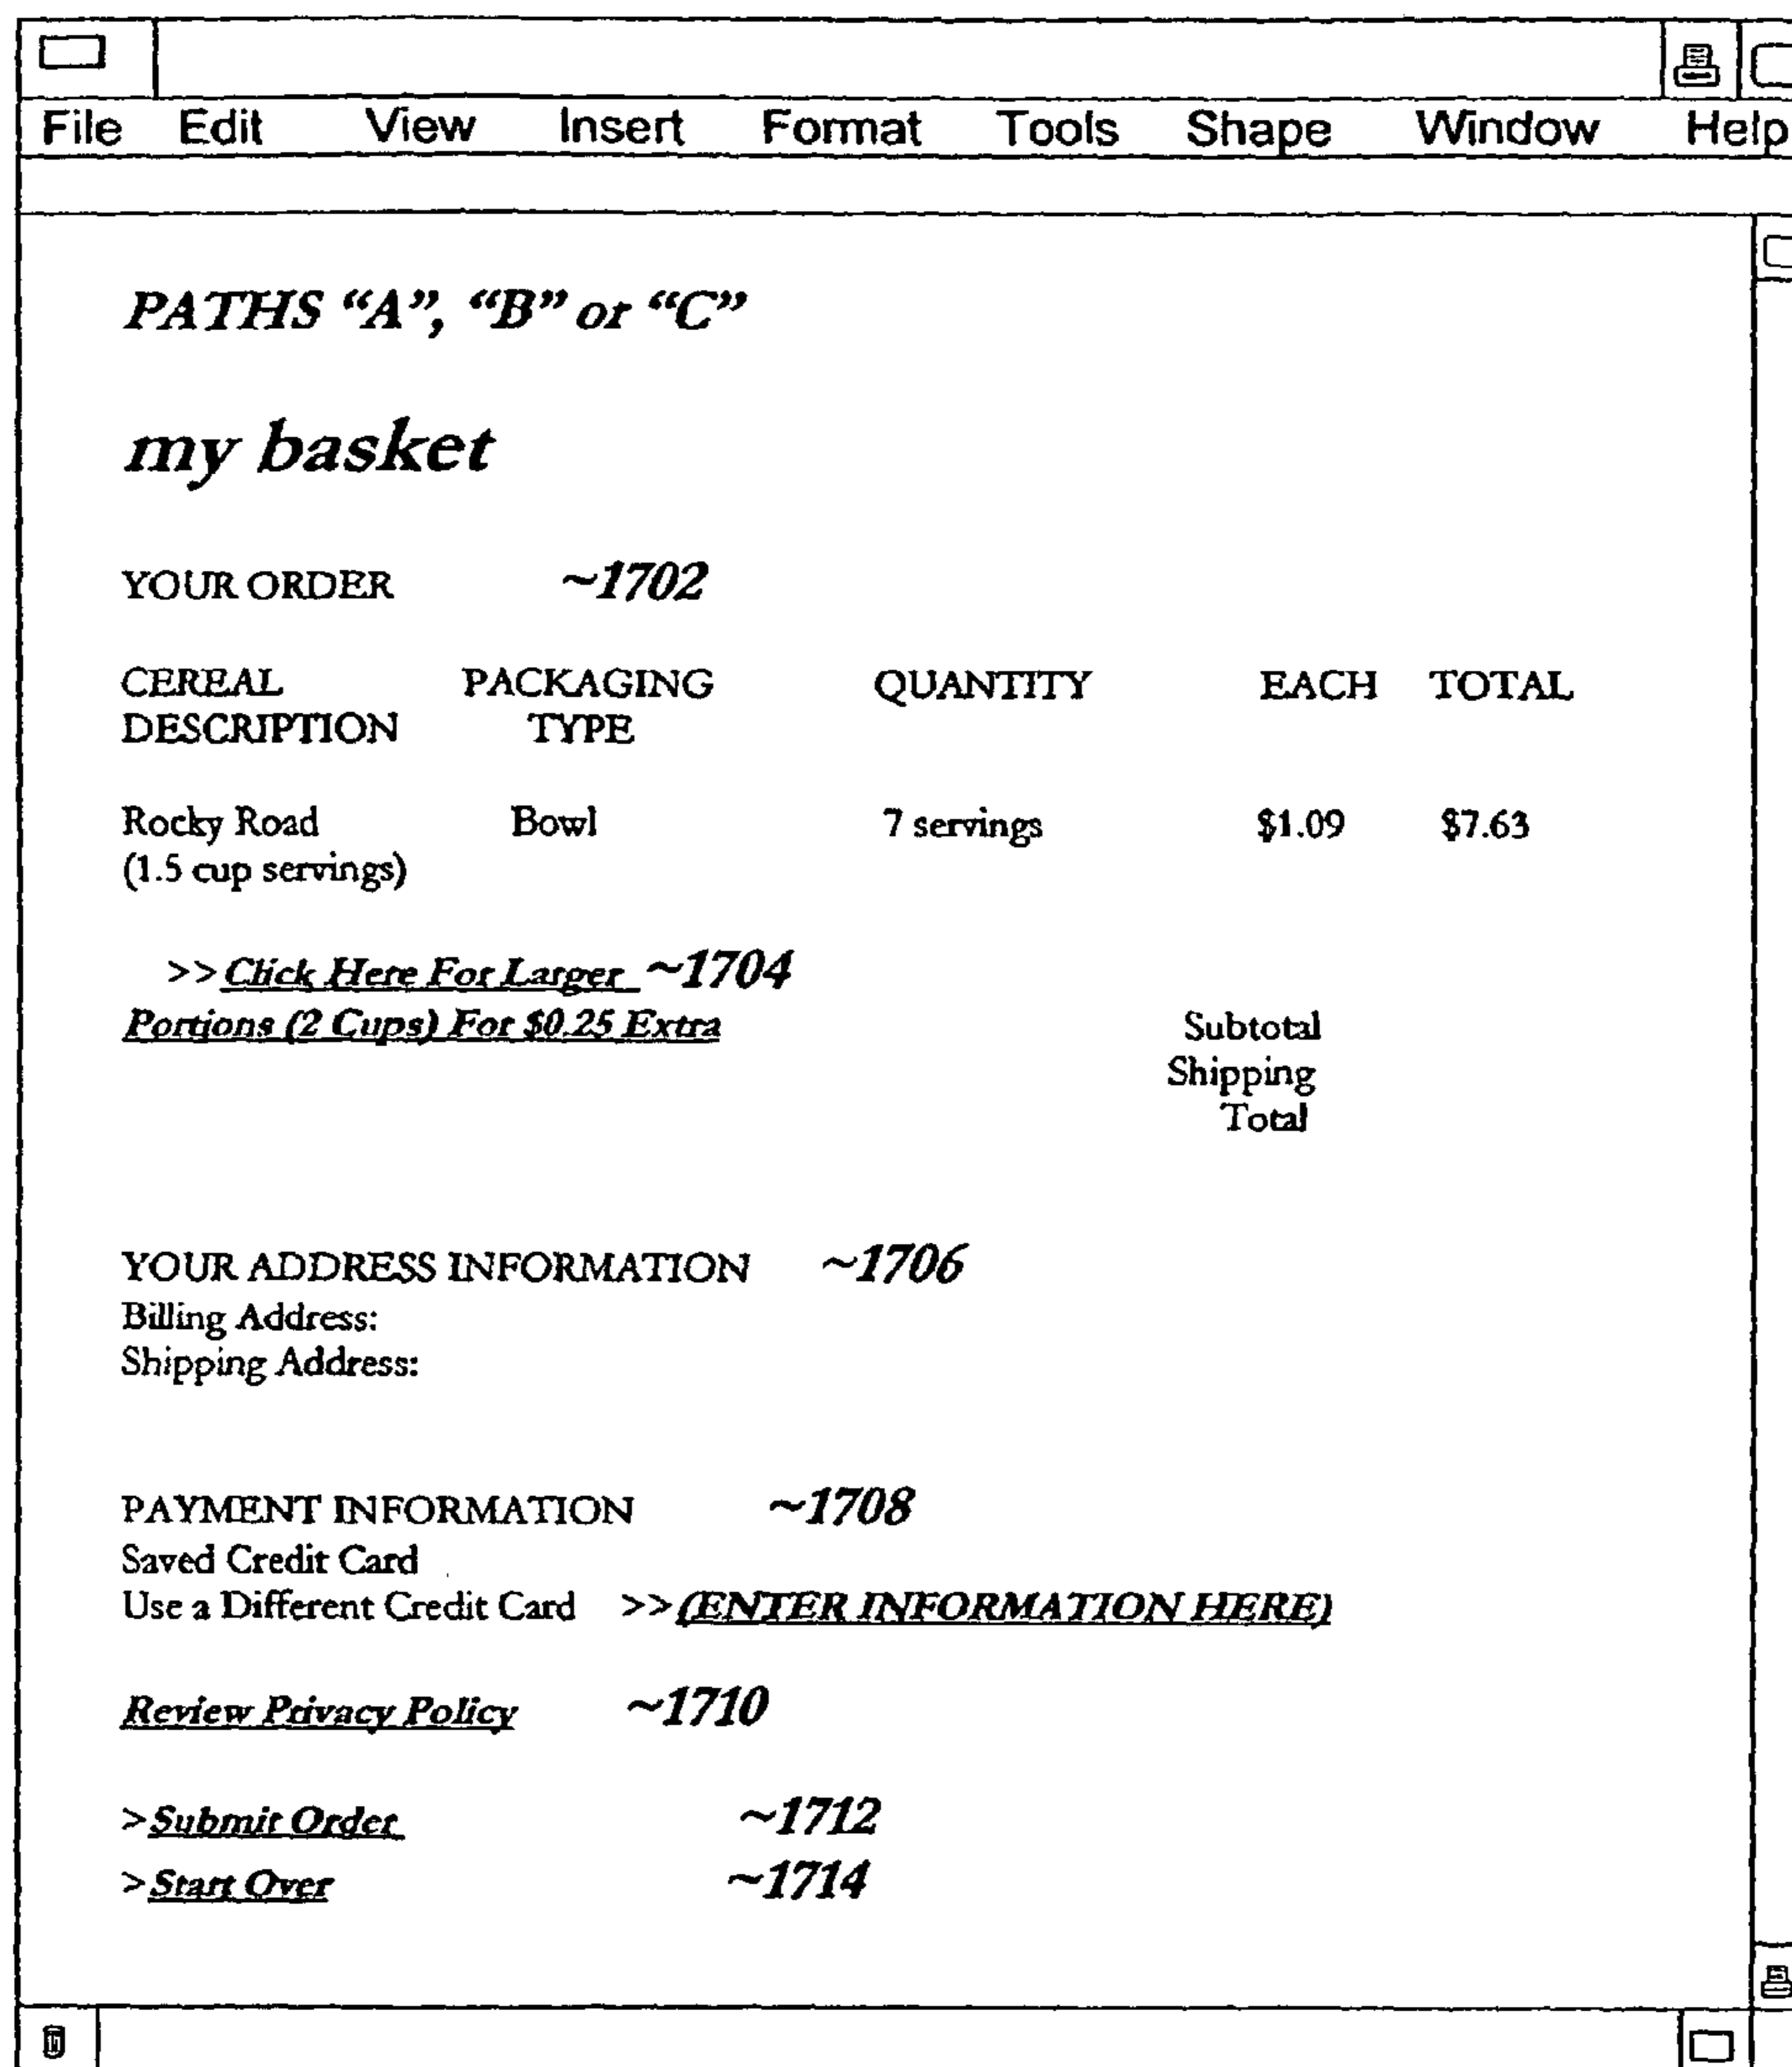 File Edit View Insert Format Tools Shape Window Help
PATHS “A”, “B” or “C”
my basket
YOUR ORDER ~1702
CEREAL PACKAGING QUANTITY EACH TOTAL
DESCRIPTION TYPE
Rocky Road Bowl 7 servings $1.09 $7.63
(1.5 cup servings)
>>Click Here For Larger ~1704
Portions (2 Cups) For $0.25 Extra Subtotal
Shipping
Total
YOUR ADDRESS INFORMATION ~1706
Billing Address:
Shipping Address:
PAYMENT INFORMATION ~1708
Saved Credit Card
Use a Different Credit Card >>(ENTER INFORMATION HERE)
Review Privacy Policy ~1710
>Submit Order ~1712
>Start Over ~1714